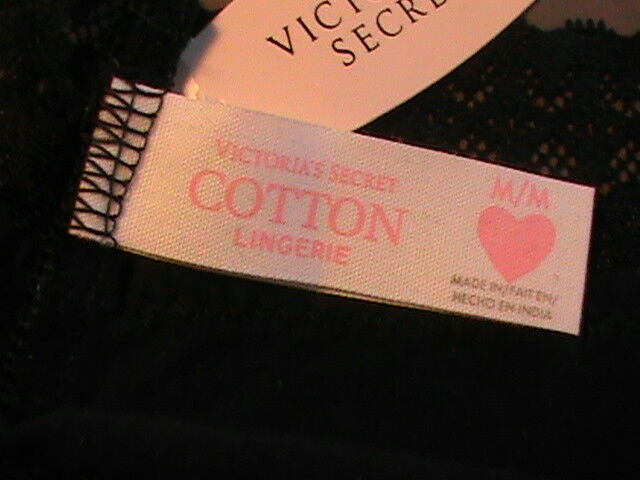 VICTO
SECRE
VICTORIA'S SECRET
COTTON
LINGERIE
M/M
MADE IN/FAIT EN/
HECHO EN INDIA